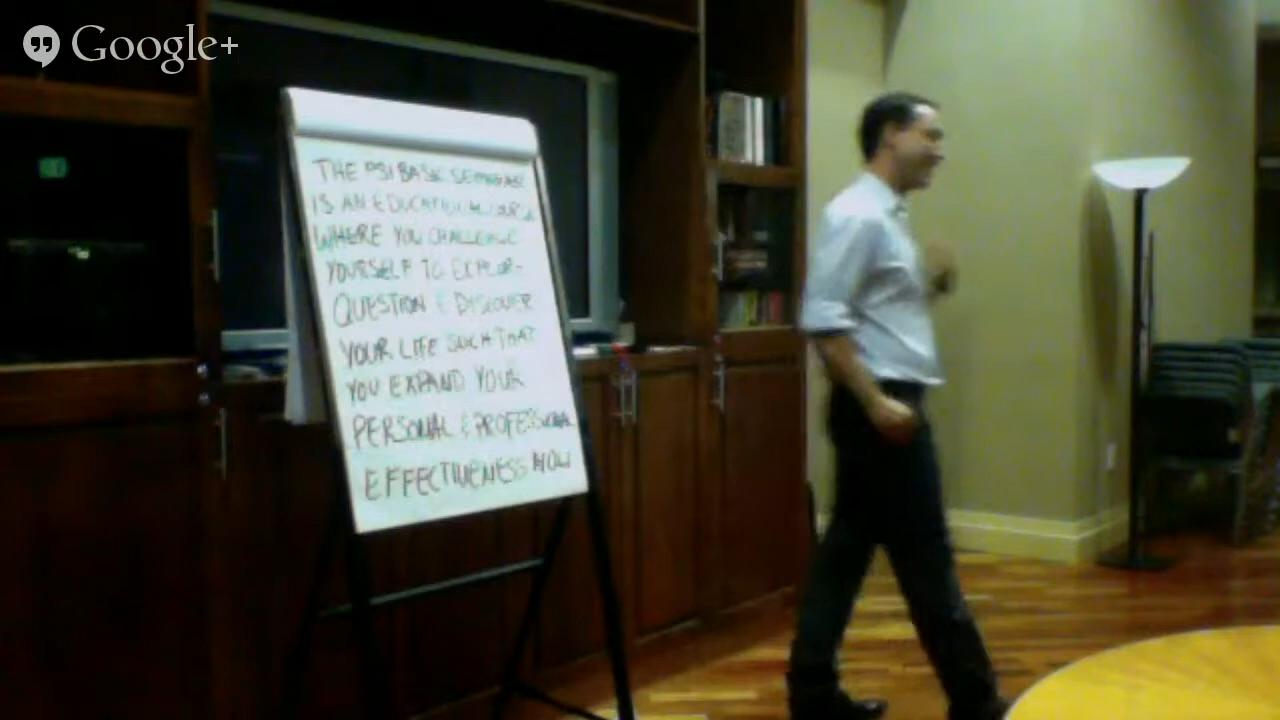 Google+
THE PSI BASIC SEMINAR
IS AN EDUCATIONAL
WHERE YOU CHALLENGE
YOURSELF TO EXPLOR-
QUESTION & DISCOVER
YOUR LIFE SUCH THAT
YOU EXPAND YOUR
PERSONAL & PROFESSIONAL
EFFECTIVENESS NOW